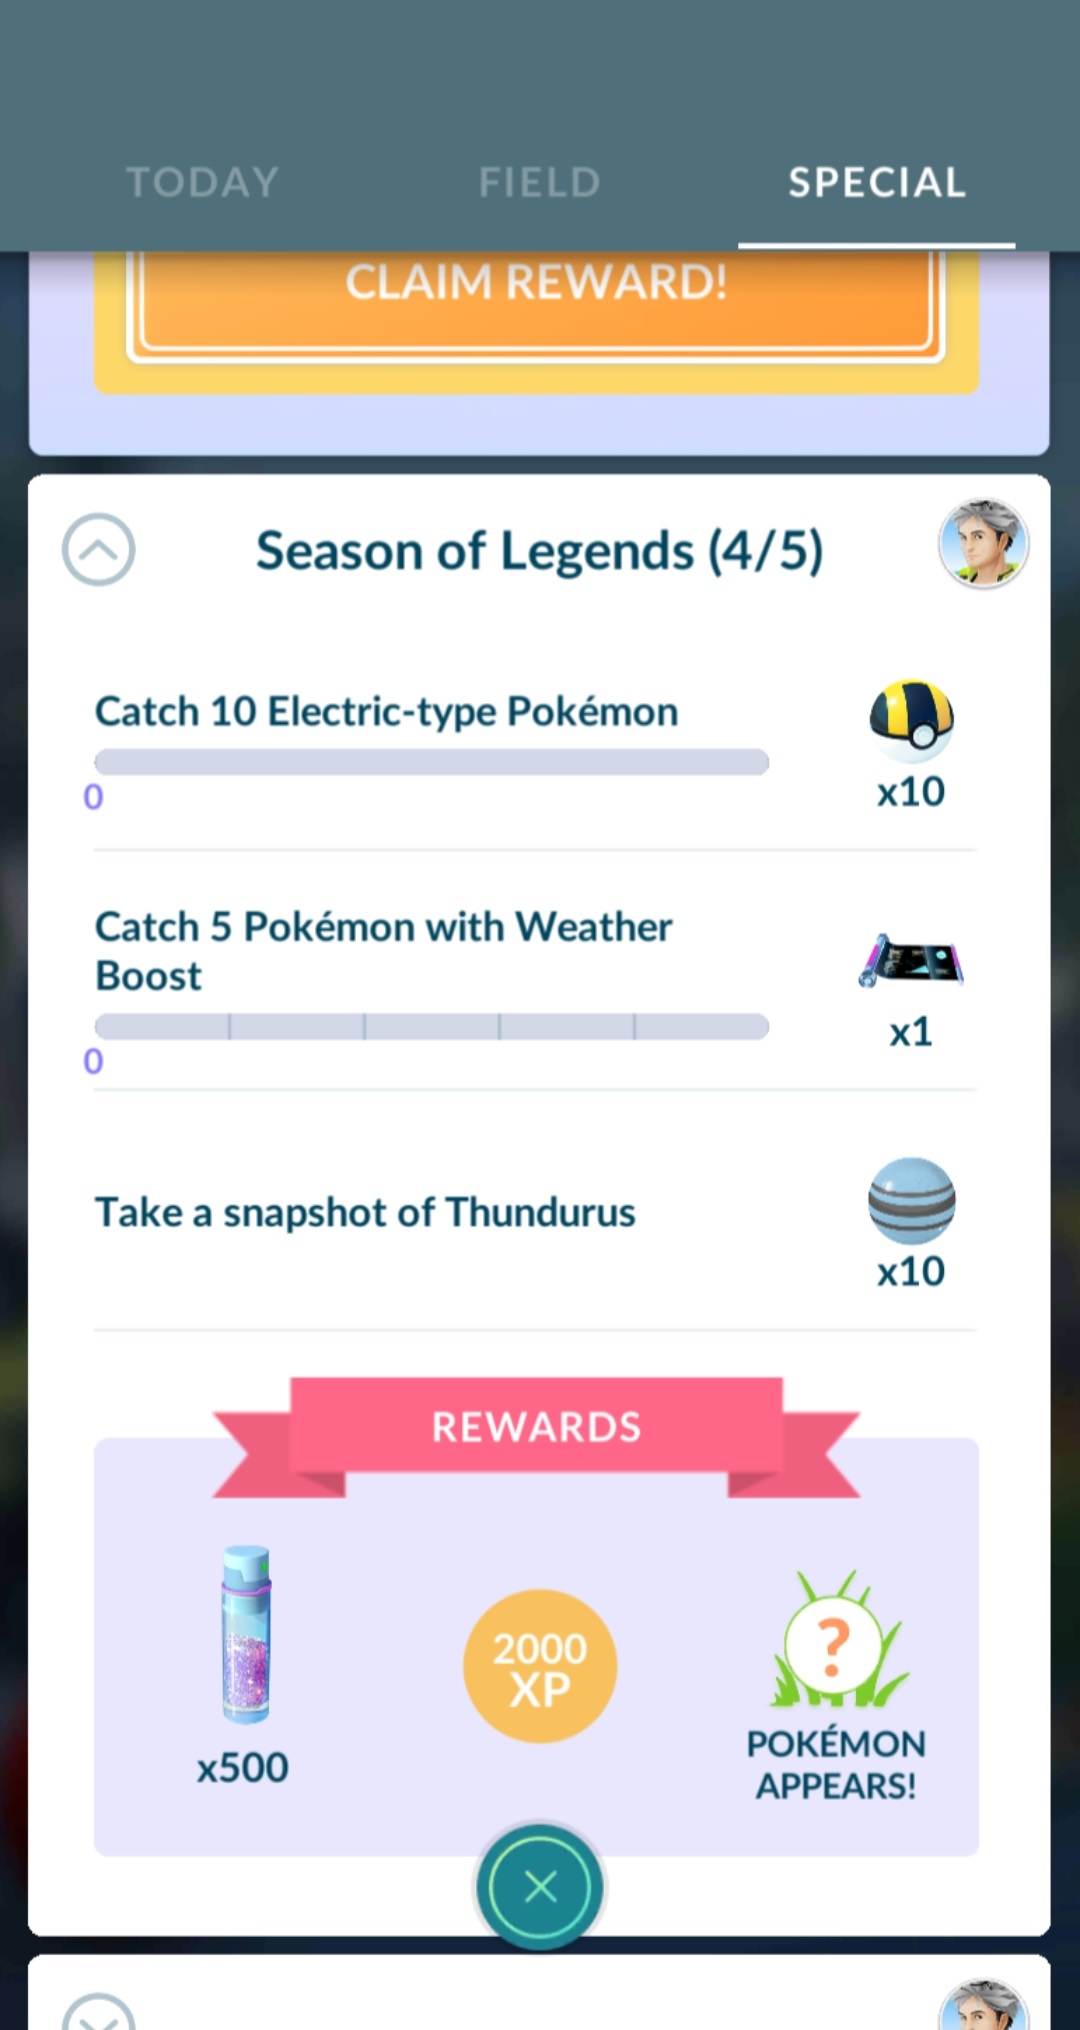 TODAY FIELD SPECIAL
CLAIM REWARD!
Season of Legends (4/5)
Catch 10 Electric-type Pokémon
0
x10
Catch 5 Pokémon with Weather
Boost
0
x1
Take a snapshot of Thundurus
x10
REWARDS
x500
2000
XP
?
POKÉMON
APPEARS!